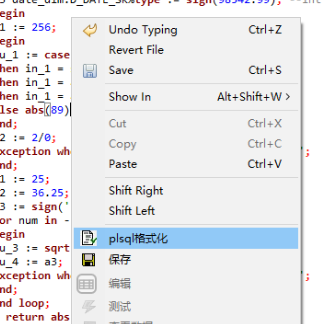 date_dim.D_DATE_SK%type := sign(98542.99);
egin
1 := 256;
egin
u_1 := case
hen in_1 =
hen in_1 =
hen in_1 =
lse abs(89)
nd;
2 := 2/0;
xception whe
nd;
1 := 25;
2 := 36.25;
3 := sign('
or num in -
egin
u_3 := sqrt
u_4 := a3;
xception whe
nd;
nd loop;
return abs
Undo Typing Ctrl+Z
Revert File
Save Ctrl+S
Show In Alt+Shift+W >
Cut Ctrl+X
Copy Ctrl+C
Paste Ctrl+V
Shift Right
Shift Left
plsql格式化
保存
编辑
测试